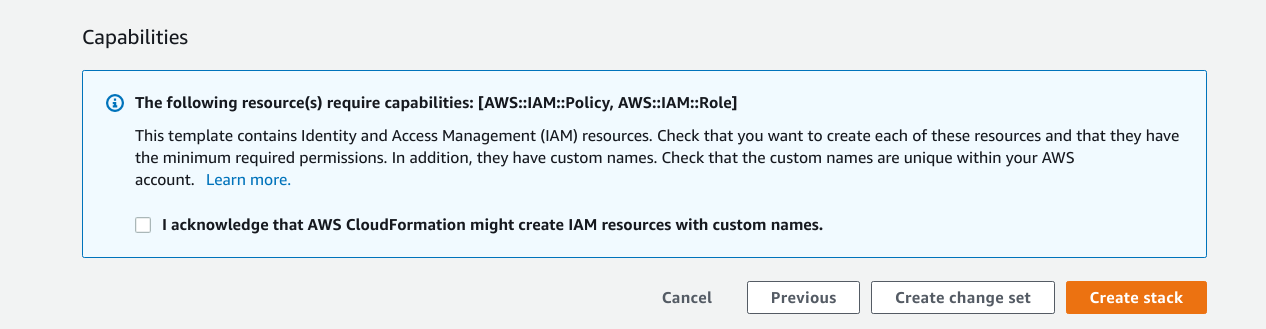 Capabilities
The following resource(s) require capabilities: [AWS::IAM::Policy, AWS::IAM::Role]
This template contains Identity and Access Management (IAM) resources. Check that you want to create each of these resources and that they have
the minimum required permissions. In addition, they have custom names. Check that the custom names are unique within your AWS
account. Learn more.
I acknowledge that AWS CloudFormation might create IAM resources with custom names.
Cancel Previous Create change set Create stack